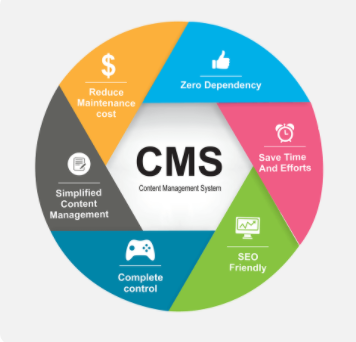 $
Reduce
Maintenance
cost
Zero Dependency
Save Time
And Efforts
SEO
Friendly
Complete
control
Simplified
Content
Management
CMS
Content Management System